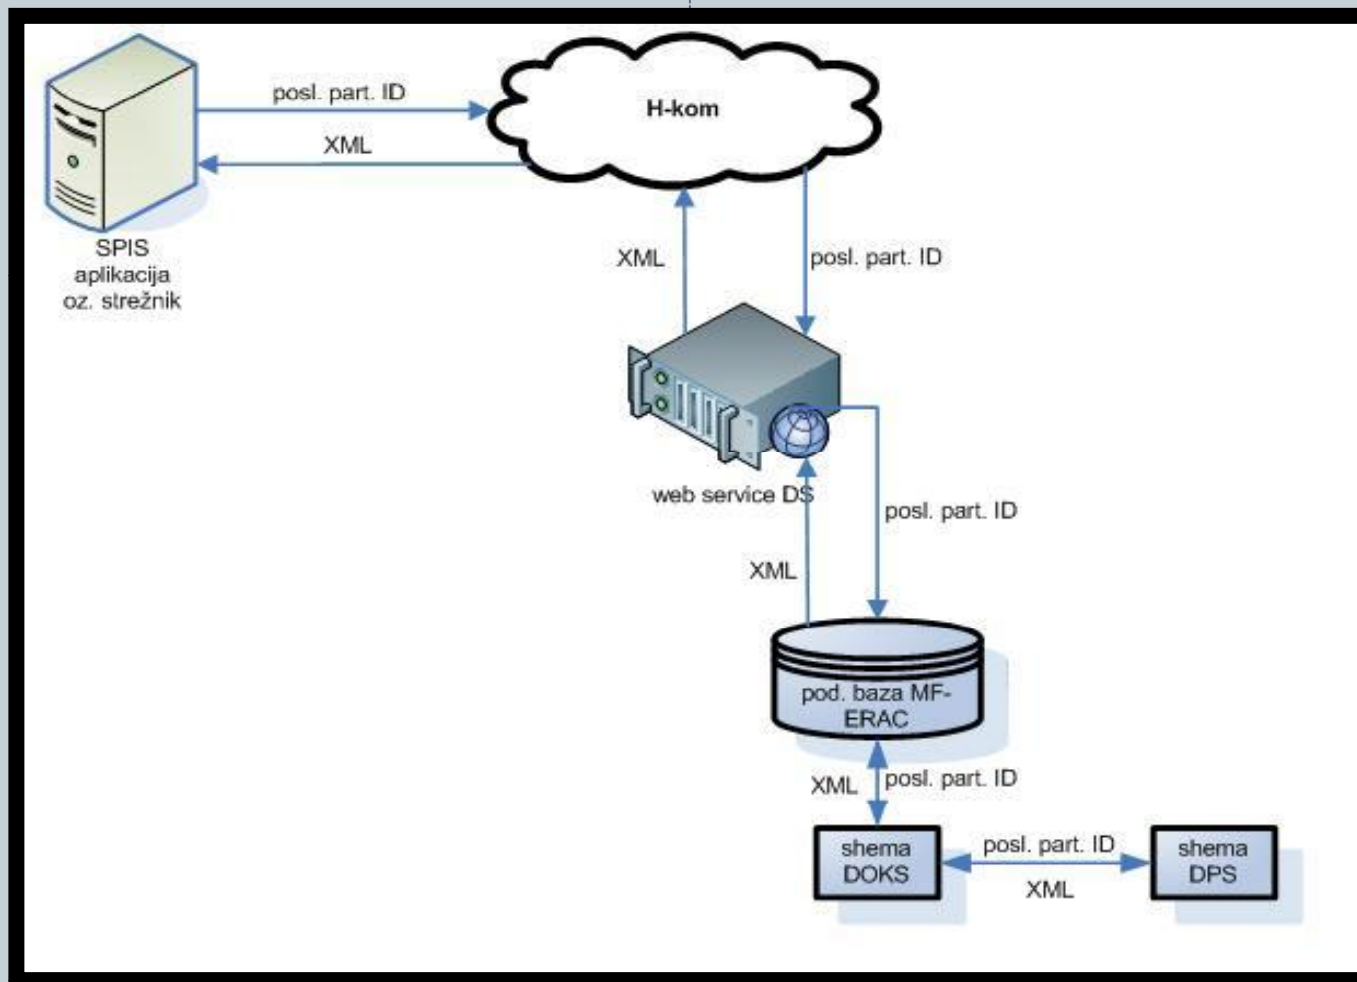 posl. part. ID
H-kom
XML
SPIS
aplikacija
oz. strežnik
XML
posl. part. ID
web service DS
posl. part. ID
XML
pod. baza MF-
ERAC
XML
posl. part. ID
shema
DOKS
posl. part. ID
XML
shema
DPS